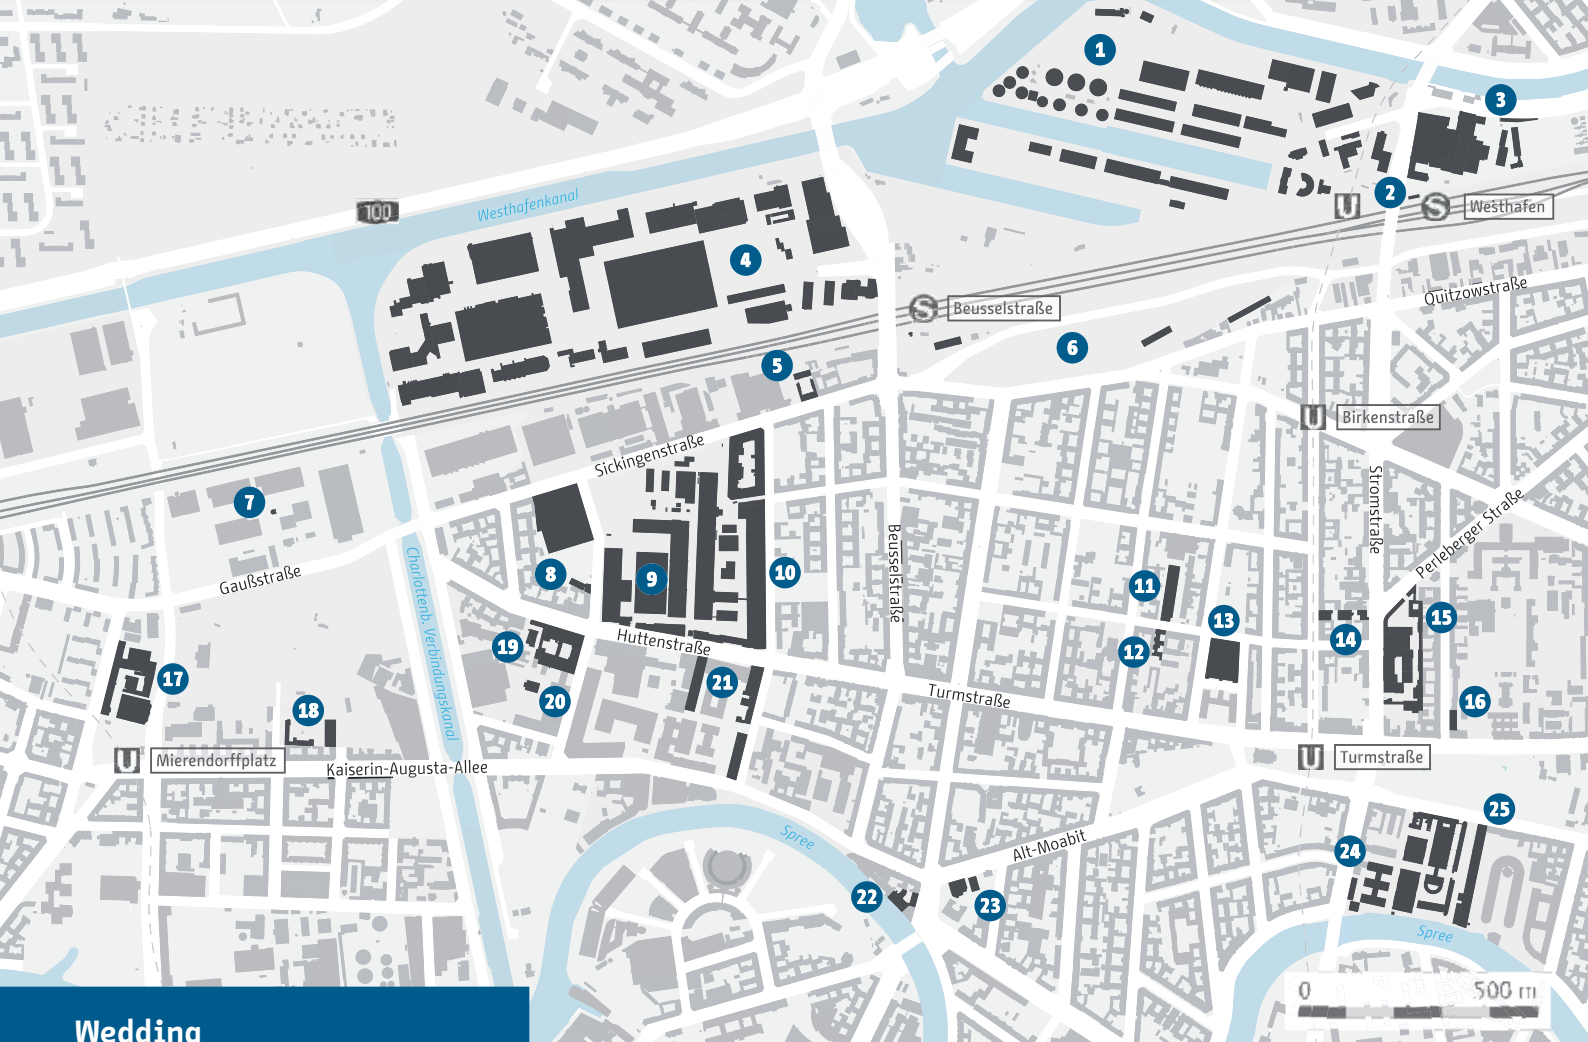 1
3
2
U
S
Westhafen
100
Westhafenkanal
4
Quitzowstraße
S
Beusselstraße
6
5
U
Birkenstraße
Sickingenstraße
7
Stromstraße
Perleberger Straße
Beusselstraße
8
9
10
11
Gaußstraße
Charlottenb. Verbindungskanal
13
15
14
12
Huttenstraße
19
17
21
20
18
Turmstraße
16
U
Mierendorffplatz
Kaiserin-Augusta-Allee
U
Turmstraße
25
Spree
Alt-Moabit
24
22
23
Spree
0
500 m
Wedding